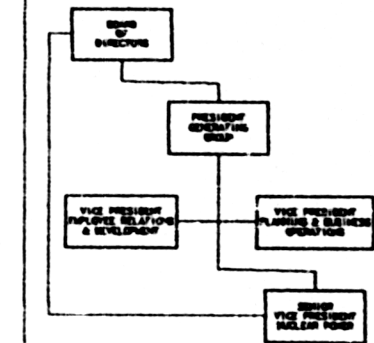 BOARD
OF
DIRECTORS
PRESIDENT
GENERATING
GROUP
VICE PRESIDENT
EMPLOYEE RELATIONS
& DEVELOPMENT
VICE PRESIDENT
PLANNING & BUSINESS
OPERATIONS
SENIOR
VICE PRESIDENT
NUCLEAR POWER